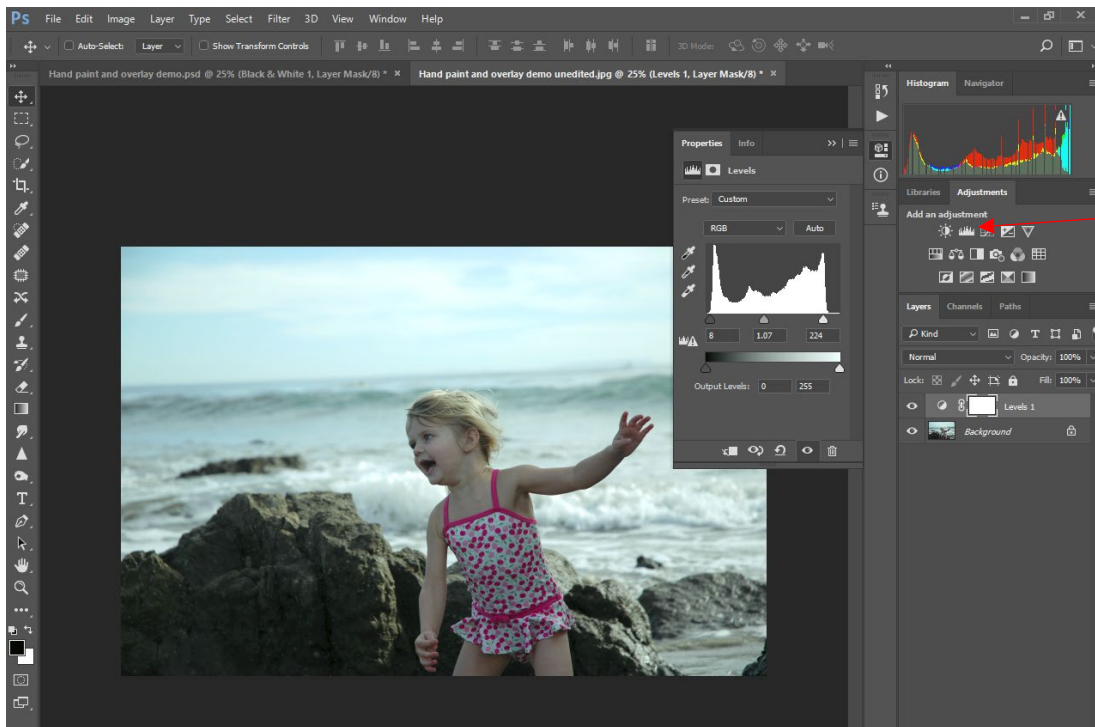 Ps File Edit Image Layer Type Select Filter 3D View Window Help
Auto-Select: Layer Show Transform Controls 3D Mode:
Hand paint and overlay demo.psd @ 25% (Black & White 1, Layer Mask/8) * × Hand paint and overlay demo unedited.jpg @ 25% (Levels 1, Layer Mask/8) * ×
Histogram Navigator
Properties Info
Levels
Preset: Custom
RGB Auto
8 1.07 224
Output Levels: 0 255
Libraries Adjustments
Add an adjustment
Layers Channels Paths
Kind
Normal Opacity: 100%
Lock: Fill: 100%
Levels 1
Background